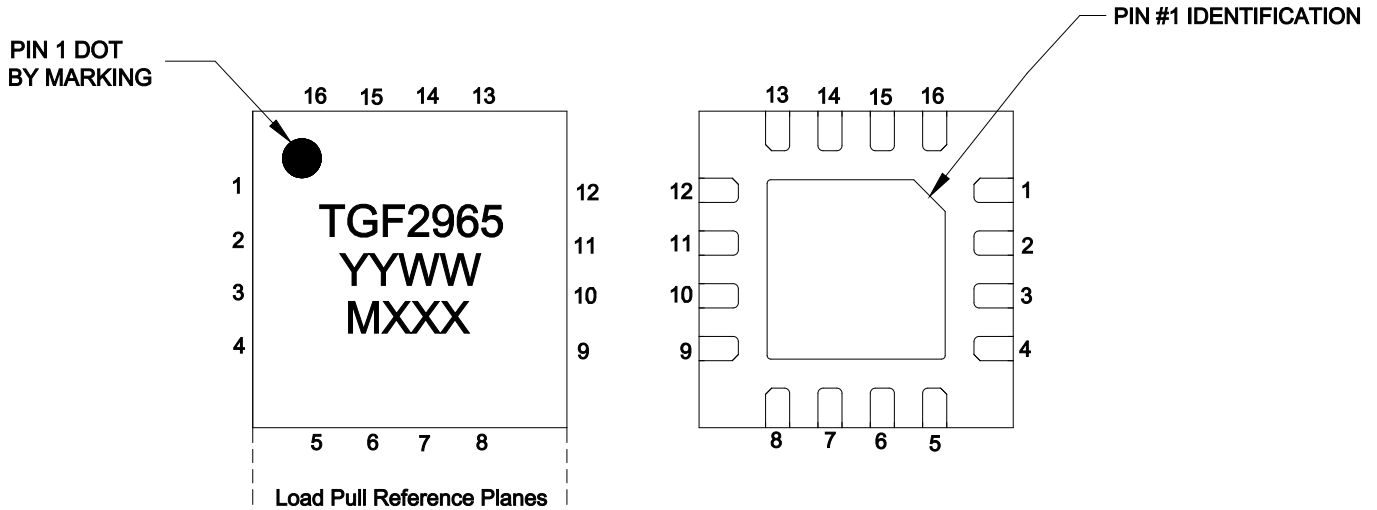 PIN #1 IDENTIFICATION
PIN 1 DOT
BY MARKING
16 15 14 13
1
2
3
4
12
11
10
9
TGF2965
YYWW
MXXX
5 6 7 8
Load Pull Reference Planes
13 14 15 16
12
11
10
9
1
2
3
4
8 7 6 5